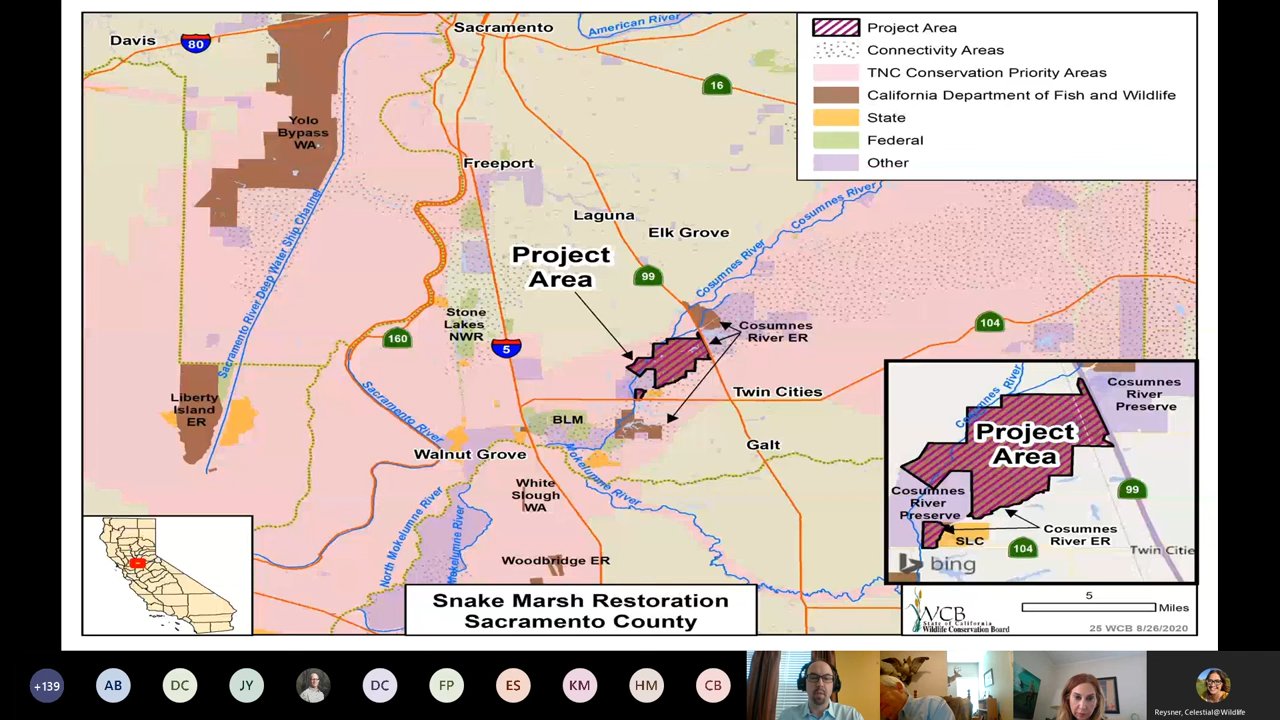 Davis
80
Sacramento
American River
16
Project Area
Connectivity Areas
TNC Conservation Priority Areas
California Department of Fish and Wildlife
State
Federal
Other
Yolo
Bypass
WA
Freeport
Laguna
Elk Grove
Cosumnes River
Cosumnes River
Sacramento River Deep Water Ship Channel
Project
Area
99
Stone
Lakes
NWR
160
5
Cosumnes
River ER
104
Twin Cities
Liberty
Island
ER
Sacramento River
BLM
Galt
Walnut Grove
Mokelumne River
White
Slough
WA
North Mokelumne River
Mokelumne River
Woodbridge ER
Cosumnes River
Cosumnes
River
Preserve
Project
Area
99
Cosumnes
River
Preserve
Cosumnes
River ER
SLC
104
Twin Citie
bing
Snake Marsh Restoration
Sacramento County
WCB
State of California
Wildlife Conservation Board
5
Miles
25 WCB 8/26/2020
+139
AB
DC
JY
DC
FP
ES
KM
HM
CB
Reysner, Celestial@Wildlife